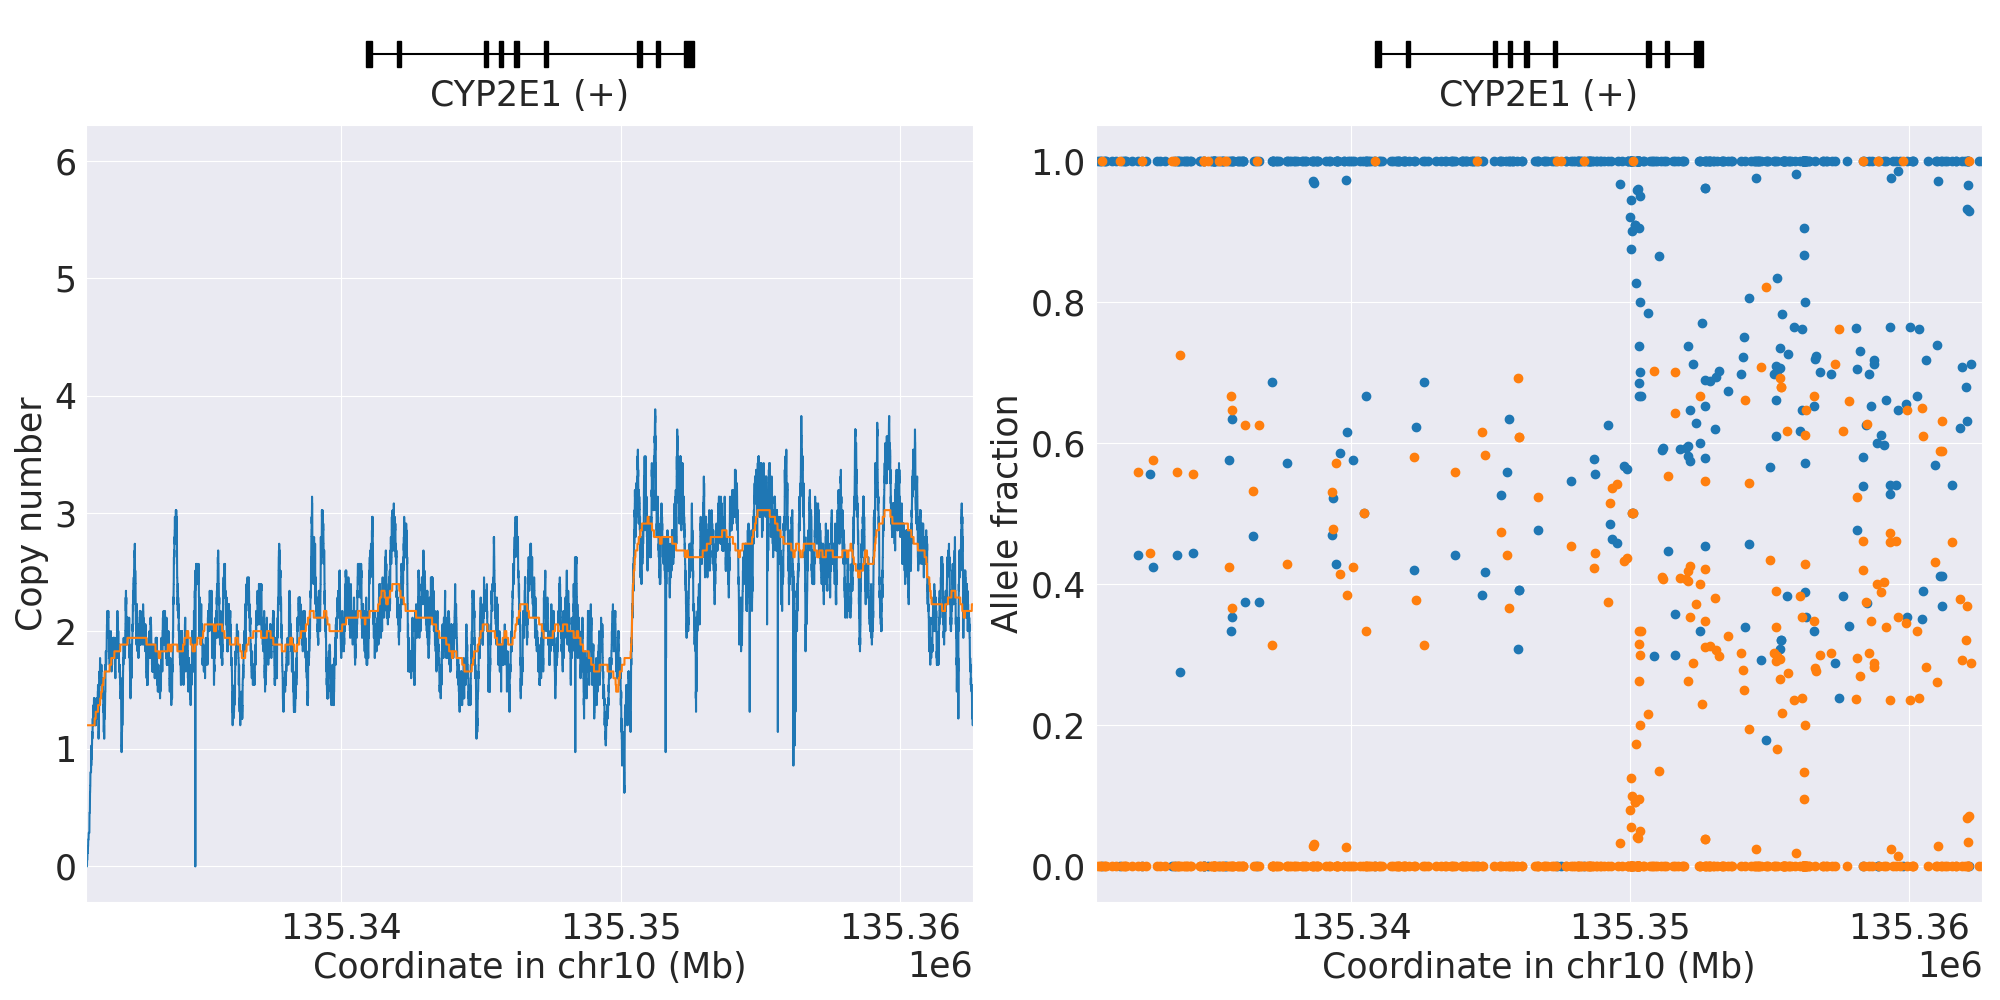 CYP2E1 (+)
6
5
4
3
2
1
0
Copy number
135.34 135.35 135.36
Coordinate in chr10 (Mb)
1e6
CYP2E1 (+)
1.0
0.8
0.6
0.4
0.2
0.0
Allele fraction
135.34 135.35 135.36
Coordinate in chr10 (Mb)
1e6